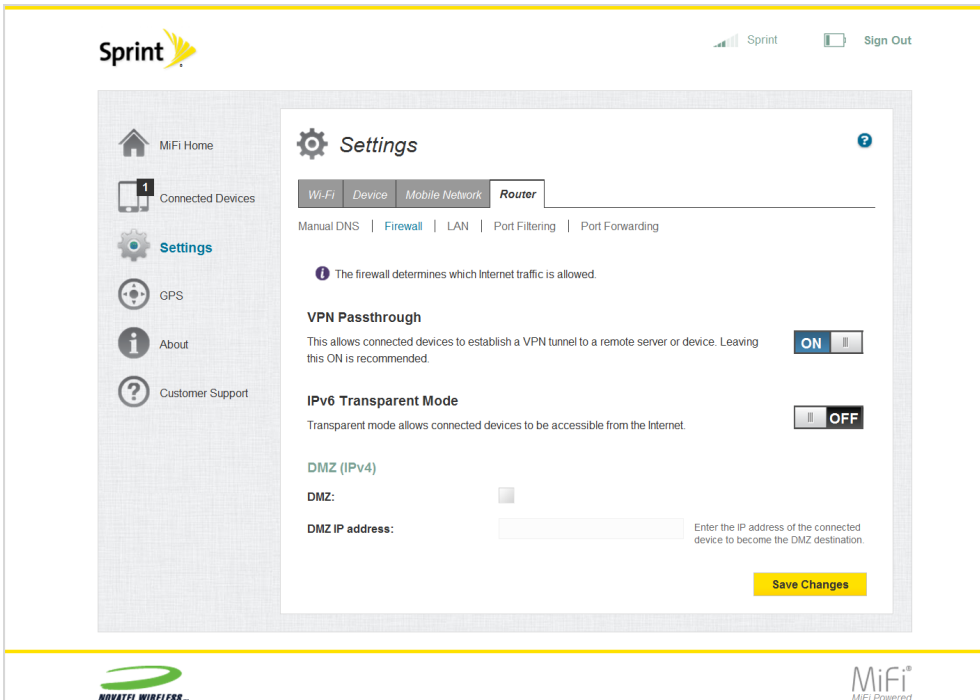 Sprint
Sprint
Sign Out
MiFi Home
1
Connected Devices
Settings
GPS
About
Customer Support
Settings
?
Wi-Fi Device Mobile Network Router
Manual DNS | Firewall | LAN | Port Filtering | Port Forwarding
The firewall determines which Internet traffic is allowed.
VPN Passthrough
This allows connected devices to establish a VPN tunnel to a remote server or device. Leaving
this ON is recommended.
ON
IPv6 Transparent Mode
Transparent mode allows connected devices to be accessible from the Internet.
OFF
DMZ (IPv4)
DMZ:
DMZ IP address:
Enter the IP address of the connected
device to become the DMZ destination.
Save Changes
NOVATEL WIRELESS
MiFi®
MiFi Powered